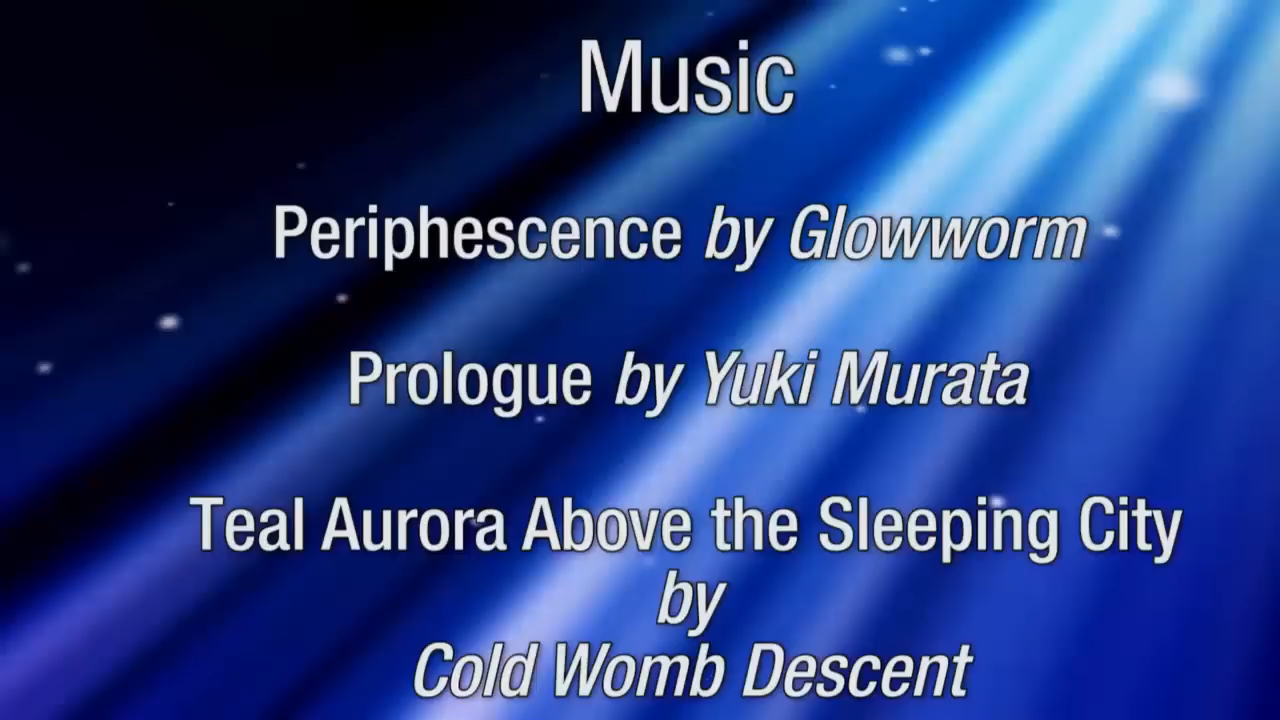 Music
Periphescence by Glowworm
Prologue by Yuki Murata
Teal Aurora Above the Sleeping City
by
Cold Womb Descent